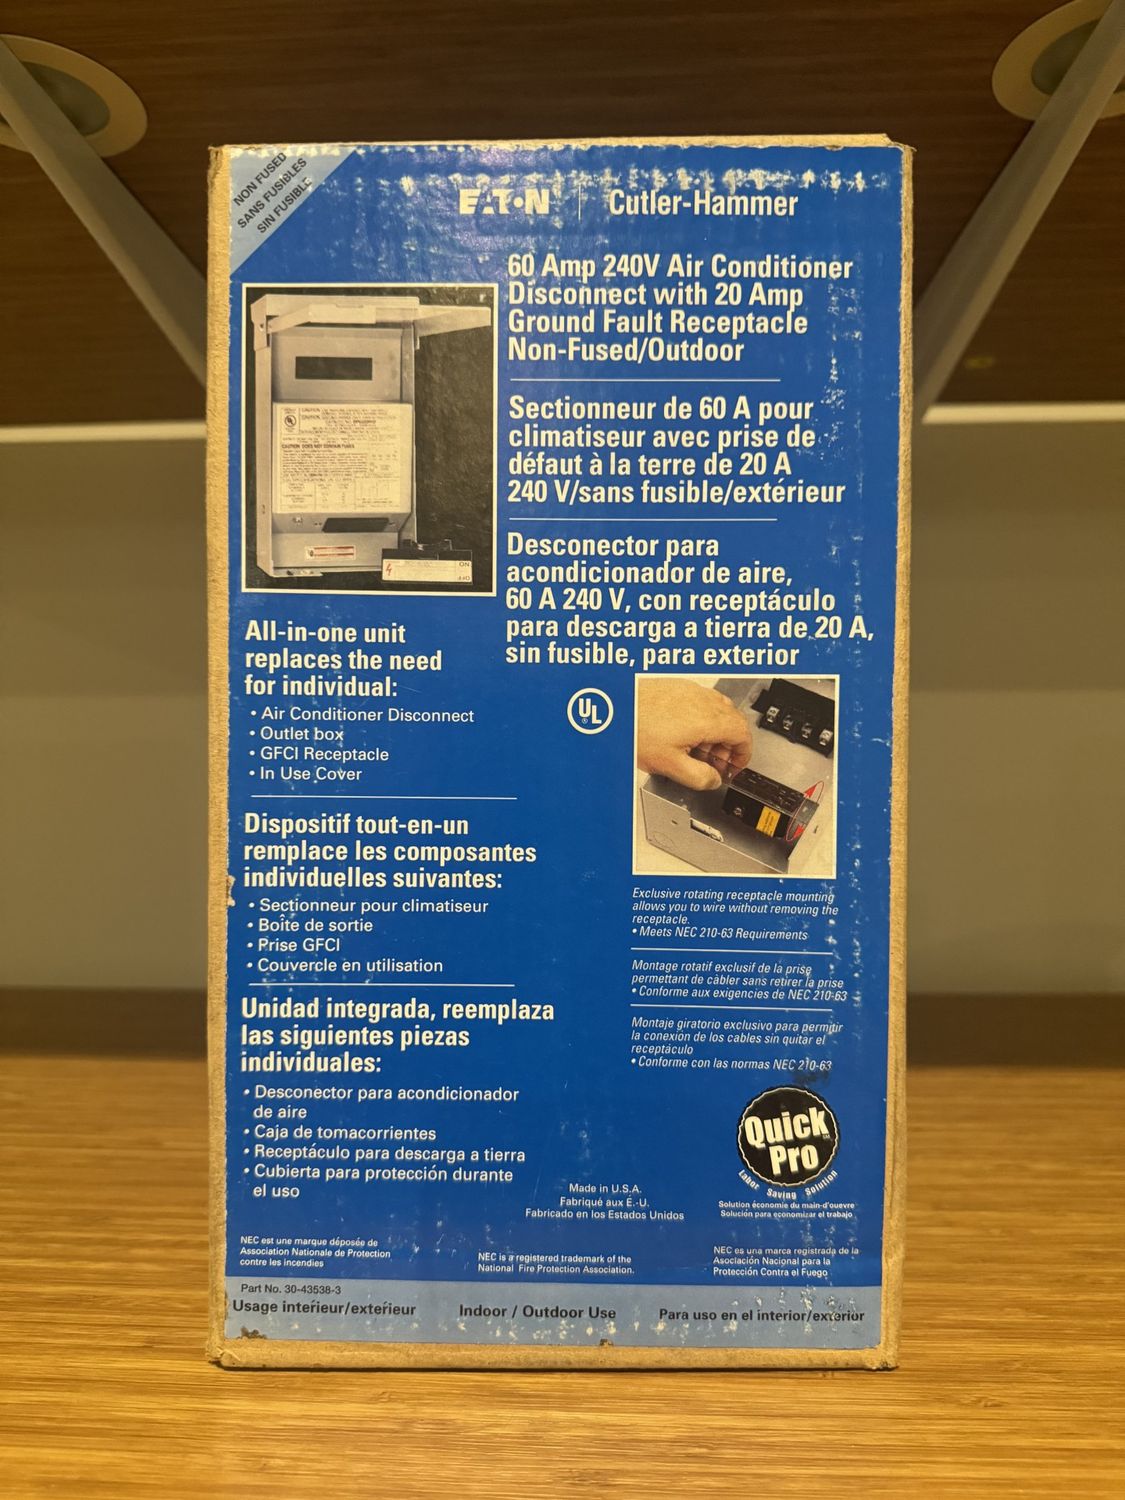 NON FUSED
SANS FUSIBLES
SIN FUSIBLE
EATON | Cutler-Hammer
60 Amp 240V Air Conditioner
Disconnect with 20 Amp
Ground Fault Receptacle
Non-Fused/Outdoor
Sectionneur de 60 A pour
climatiseur avec prise de
défaut à la terre de 20 A
240 V/sans fusible/extérieur
Desconector para
acondicionador de aire,
60 A 240 V, con receptáculo
para descarga a tierra de 20 A,
sin fusible, para exterior
CAUTION DOES NOT CONTAIN FUSES
ON
OFF
UL
All-in-one unit
replaces the need
for individual:
• Air Conditioner Disconnect
• Outlet box
• GFCI Receptacle
• In Use Cover
Dispositif tout-en-un
remplace les composantes
individuelles suivantes:
• Sectionneur pour climatiseur
• Boîte de sortie
• Prise GFCI
• Couvercle en utilisation
Unidad integrada, reemplaza
las siguientes piezas
individuales:
• Desconector para acondicionador
de aire
• Caja de tomacorrientes
• Receptáculo para descarga a tierra
• Cubierta para protección durante
el uso
Exclusive rotating receptacle mounting
allows you to wire without removing the
receptacle.
• Meets NEC 210-63 Requirements
Montage rotatif exclusif de la prise
permettant de câbler sans retirer la prise
• Conforme aux exigencies de NEC 210-63
Montaje giratorio exclusivo para permitir
la conexión de los cables sin quitar el
receptáculo
• Conforme con las normas NEC 210-63
Quick
Pro
SM
Labor Saving Solution
Solution économie du main-d'ouevre
Solución para economizar el trabajo
Made in U.S.A.
Fabriqué aux É.-U.
Fabricado en los Estados Unidos
NEC est une marque déposée de
Association Nationale de Protection
contre les incendies
NEC is a registered trademark of the
National Fire Protection Association.
NEC es una marca registrada de la
Asociación Nacional para la
Protección Contra el Fuego
Part No. 30-43538-3
Usage interieur/exterieur
Indoor / Outdoor Use
Para uso en el interior/exterior